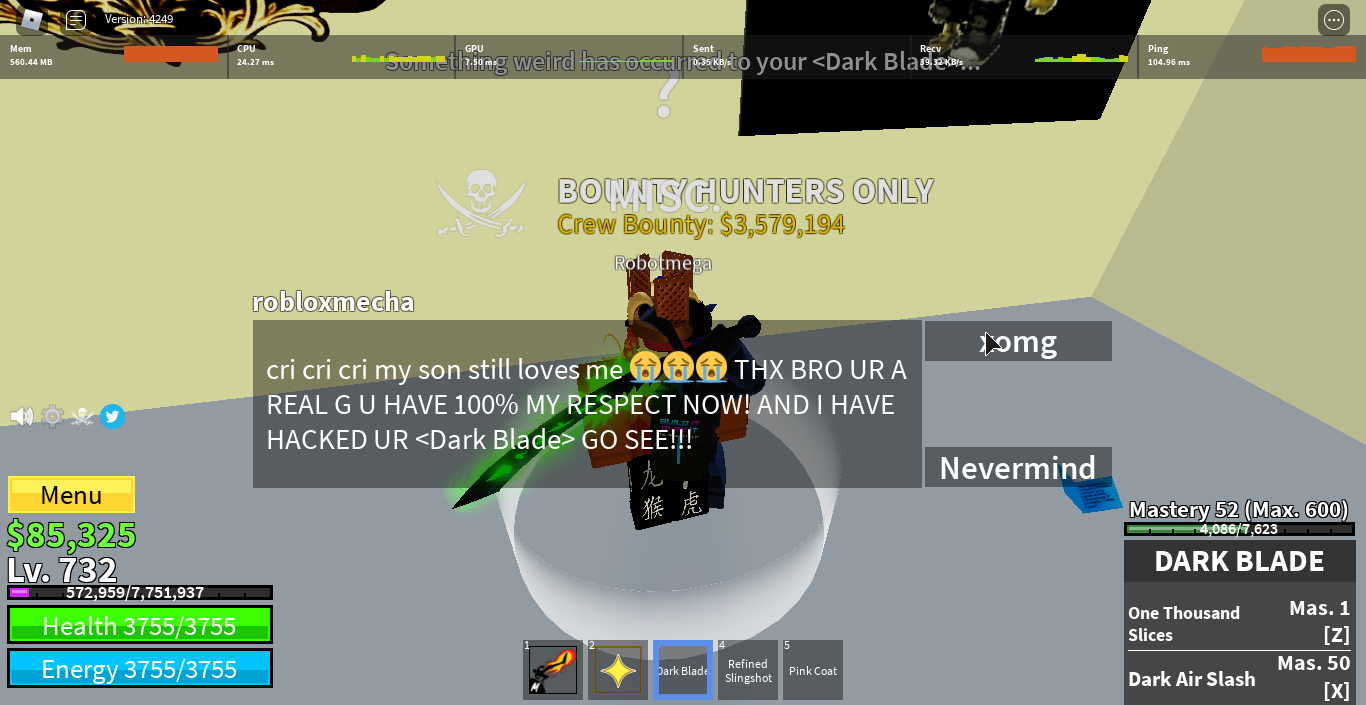 Version: 4249
Mem
560.44 MB
CPU
24.27 ms
GPU
7.50 ms
Sent
0.35 KB/s
Recv
39.32 KB/s
Ping
104.96 ms
Something weird has occurred to your <Dark Blade>...
?
BOUNTY HUNTERS ONLY
MISC.
Crew Bounty: $3,579,194
Robotmega
robloxmecha
cri cri cri my son still loves me 😭😭😭 THX BRO UR A
REAL G U HAVE 100% MY RESPECT NOW! AND I HAVE
HACKED UR <Dark Blade> GO SEE!!!
xomg
Nevermind
龙
猴 虎
Menu
$85,325
Lv. 732
572,959/7,751,937
Health 3755/3755
Energy 3755/3755
1
2
Dark Blade
4
Refined
Slingshot
5
Pink Coat
Mastery 52 (Max. 600)
4,086/7,623
DARK BLADE
One Thousand
Slices
Mas. 1
[Z]
Dark Air Slash
Mas. 50
[X]